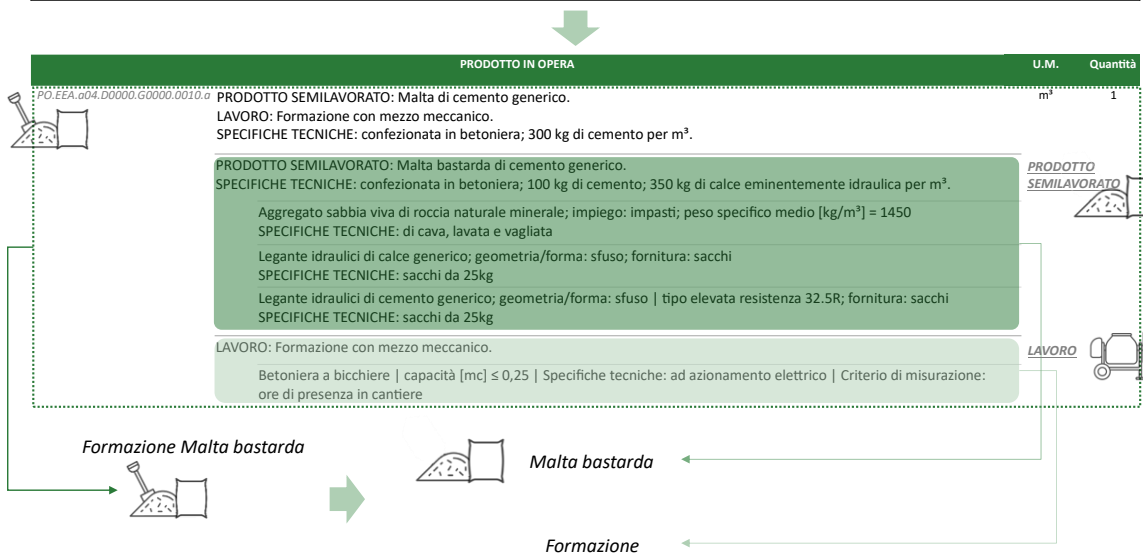 PRODOTTO IN OPERA U.M. Quantità
PO.EEA.a04.D0000.G0000.0010.a PRODOTTO SEMILAVORATO: Malta di cemento generico. m³ 1
LAVORO: Formazione con mezzo meccanico.
SPECIFICHE TECNICHE: confezionata in betoniera; 300 kg di cemento per m³.
PRODOTTO SEMILAVORATO: Malta bastarda di cemento generico.
SPECIFICHE TECNICHE: confezionata in betoniera; 100 kg di cemento; 350 kg di calce eminentemente idraulica per m³.
PRODOTTO
SEMILAVORATO
Aggregato sabbia viva di roccia naturale minerale; impiego: impasti; peso specifico medio [kg/m³] = 1450
SPECIFICHE TECNICHE: di cava, lavata e vagliata
Legante idraulici di calce generico; geometria/forma: sfuso; fornitura: sacchi
SPECIFICHE TECNICHE: sacchi da 25kg
Legante idraulici di cemento generico; geometria/forma: sfuso | tipo elevata resistenza 32.5R; fornitura: sacchi
SPECIFICHE TECNICHE: sacchi da 25kg
LAVORO: Formazione con mezzo meccanico.
LAVORO
Betoniera a bicchiere | capacità [mc] ≤ 0,25 | Specifiche tecniche: ad azionamento elettrico | Criterio di misurazione:
ore di presenza in cantiere
Formazione Malta bastarda
Malta bastarda
Formazione